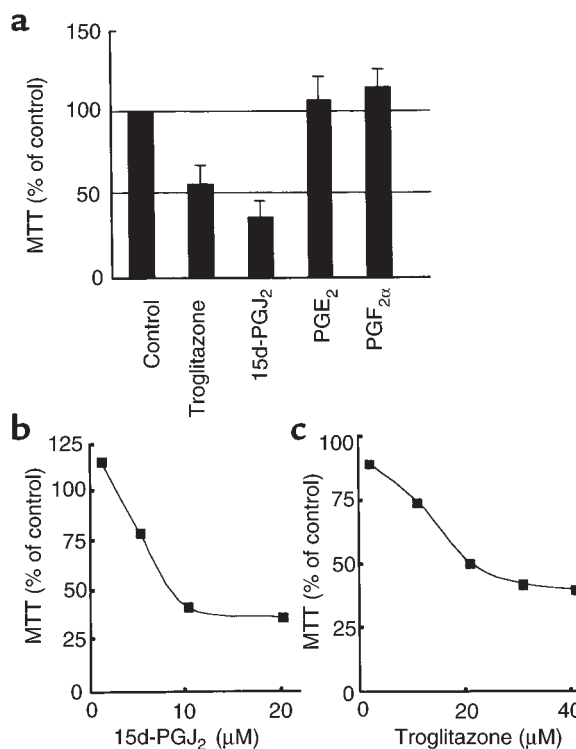 a
150
100
50
0
MTT (% of control)
Control
Troglitazone
15d-PGJ₂
PGE₂
PGF₂α
b
125
100
75
50
25
0
MTT (% of control)
0 10 20
15d-PGJ₂ (μM)
c
100
75
50
25
0
MTT (% of control)
0 20 40
Troglitazone (μM)